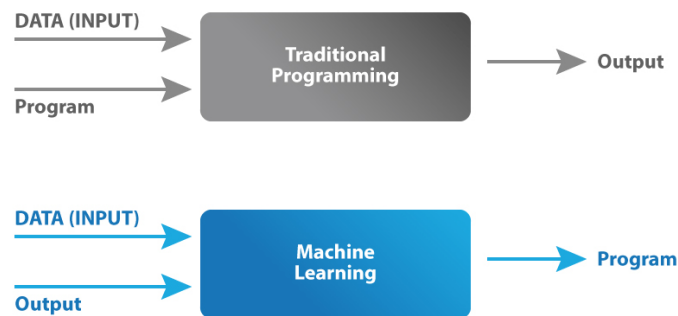 DATA (INPUT)
Program
Traditional
Programming
Output
DATA (INPUT)
Output
Machine
Learning
Program